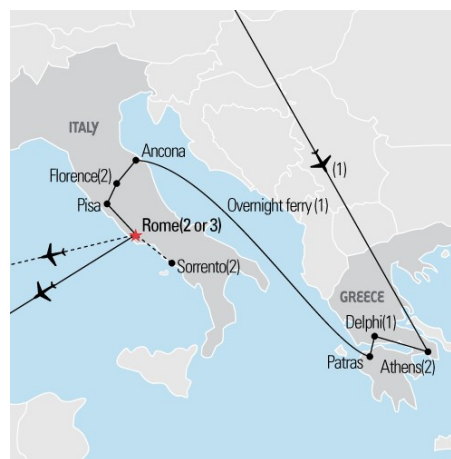 ITALY
Ancona
Florence(2)
Pisa
Rome(2 or 3)
Sorrento(2)
Overnight ferry (1)
(1)
GREECE
Delphi(1)
Patras
Athens(2)